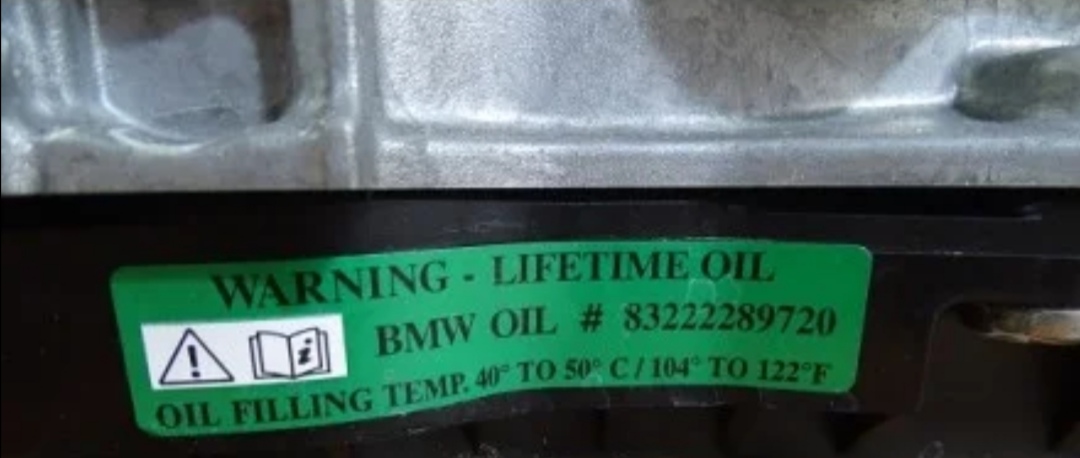 WARNING - LIFETIME OIL
BMW OIL # 83222289720
OIL FILLING TEMP. 40° TO 50° C / 104° TO 122°F